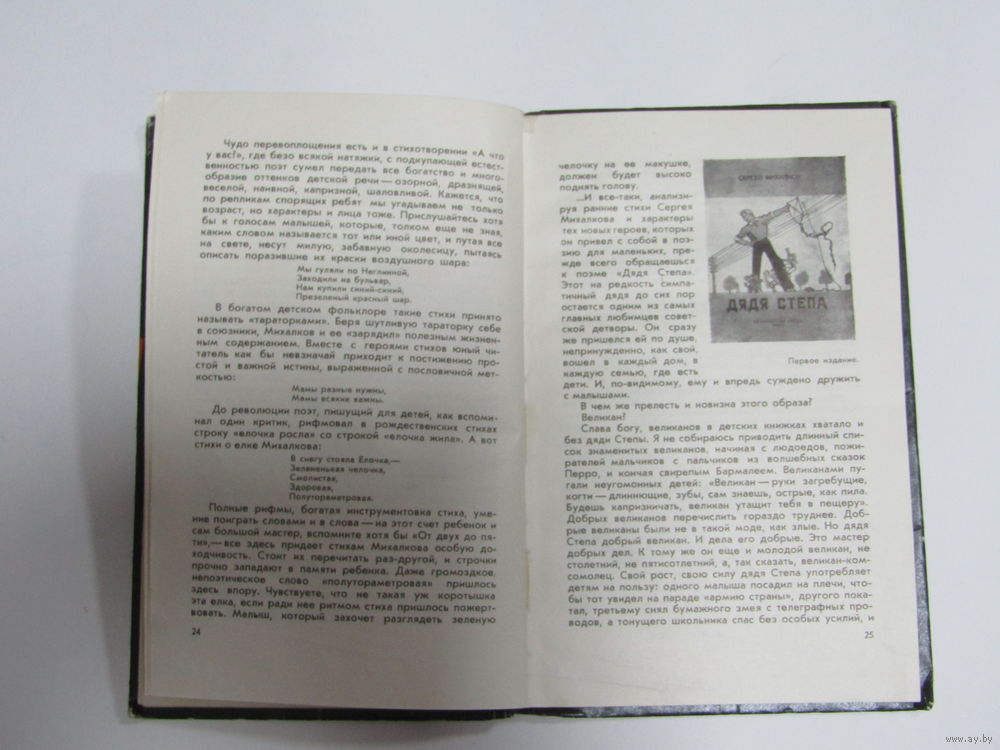 Чудо перевоплощения есть и в стихотворении «А что
у вас?», где безо всякой натяжки, с подкупающей естест-
венностью поэт сумел передать все богатство и много-
образие оттенков детской речи — озорной, дразнящей,
веселой, наивной, капризной, шаловливой. Кажется, что
по репликам спорящих ребят мы угадываем не только
возраст, но характеры и лица тоже. Прислушайтесь хотя
бы к голосам малышей, которые, толком еще не зная,
каким словом называется тот или иной цвет, и путая все
на свете, несут милую, забавную околесицу, пытаясь
описать поразившие их краски воздушного шара:
Мы гуляли по Неглинной,
Заходили на бульвар,
Нам купили синий-синий,
Презеленый красный шар.
В богатом детском фольклоре такие стихи принято
называть «тараторками». Беря шутливую тараторку себе
в союзники, Михалков и ее «зарядил» полезным жизнен-
ным содержанием. Вместе с героями стихов юный чи-
татель как бы невзначай приходит к постижению про-
стой и важной истины, выраженной с пословичной мет-
костью:
Мамы разные нужны,
Мамы всякие важны.
До революции поэт, пишущий для детей, как вспоми-
нал один критик, рифмовал в рождественских стихах
строку «елочка росла» со строкой «елочка жила». А вот
стихи о елке Михалкова:
В снегу стояла Елочка,—
Зелененькая челочка,
Смолистая,
Здоровая,
Полутораметровая.
Полные рифмы, богатая инструментовка стиха, уме-
ние поиграть словами и в слова — на этот счет ребенок и
сам большой мастер, вспомните хотя бы «От двух до пя-
ти»,— все здесь придает стихам Михалкова особую до-
ходчивость. Стоит их перечитать раз-другой, и строчки
прочно западают в памяти ребенка. Даже громоздкое,
непоэтическое слово «полутораметровая» пришлось
здесь впору. Чувствуете, что не такая уж коротышка
эта елка, если ради нее ритмом стиха пришлось пожерт-
вовать. Малыш, который захочет разглядеть зеленую
24
челочку на ее макушке,
должен будет высоко
поднять голову.
...И все-таки, анализи-
руя ранние стихи Сергея
Михалкова и характеры
тех новых героев, которых
он привел с собой в поэ-
зию для маленьких, преж-
де всего обращаешься
к поэме «Дядя Степа».
Этот на редкость симпа-
тичный дядя до сих пор
остается одним из самых
главных любимцев совет-
ской детворы. Он сразу
же пришелся ей по душе,
непринужденно, как свой,
вошел в каждый дом, в
каждую семью, где есть
дети. И, по-видимому, ему и впредь суждено дружить
с малышами.
СЕРГЕЙ МИХАЛКОВ
ДЯДЯ СТЕПА
Первое издание.
В чем же прелесть и новизна этого образа?
Великан?
Слава богу, великанов в детских книжках хватало и
без дяди Степы. Я не собираюсь приводить длинный спи-
сок знаменитых великанов, начиная с людоедов, пожи-
рателей мальчиков с пальчиков из волшебных сказок
Перро, и кончая свирепым Бармалеем. Великанами пу-
гали неугомонных детей: «Великан — руки загребущие,
когти — длиннющие, зубы, сам знаешь, острые, как пила.
Будешь капризничать, великан утащит тебя в пещеру».
Добрых великанов перечислить гораздо труднее. Доб-
рые великаны были не в такой моде, как злые. Но дядя
Степа добрый великан. И дела его добрые. Это мастер
добрых дел. К тому же он еще и молодой великан, не
столетний, не пятисотлетний, а, так сказать, великан-ком-
сомолец. Свой рост, свою силу дядя Степа употребляет
детям на пользу: одного малыша посадил на плечи, что-
бы тот увидел на параде «армию страны», другого пока-
тал, третьему снял бумажного змея с телеграфных про-
водов, а тонущего школьника спас без особых усилий, и
25
www.ay.by